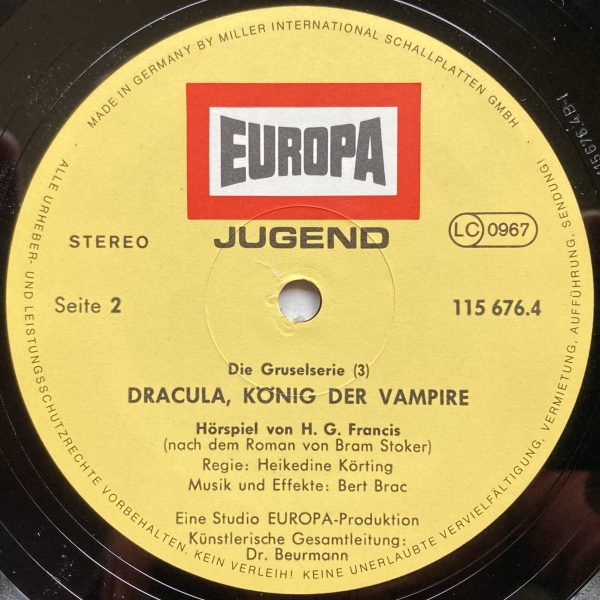 MADE IN GERMANY BY MILLER INTERNATIONAL SCHALLPLATTEN GMBH
EUROPA
JUGEND
STEREO
LC 0967
Seite 2
115 676.4
Die Gruselserie (3)
DRACULA, KÖNIG DER VAMPIRE
Hörspiel von H. G. Francis
(nach dem Roman von Bram Stoker)
Regie: Heikedine Körting
Musik und Effekte: Bert Brac
Eine Studio EUROPA-Produktion
Künstlerische Gesamtleitung:
Dr. Beurmann
ALLE URHEBER- UND LEISTUNGSSCHUTZRECHTE VORBEHALTEN. KEIN VERLEIH! KEINE UNERLAUBTE VERVIELFÄLTIGUNG, VERMIETUNG, AUFFÜHRUNG, SENDUNG!
115676.4B-1